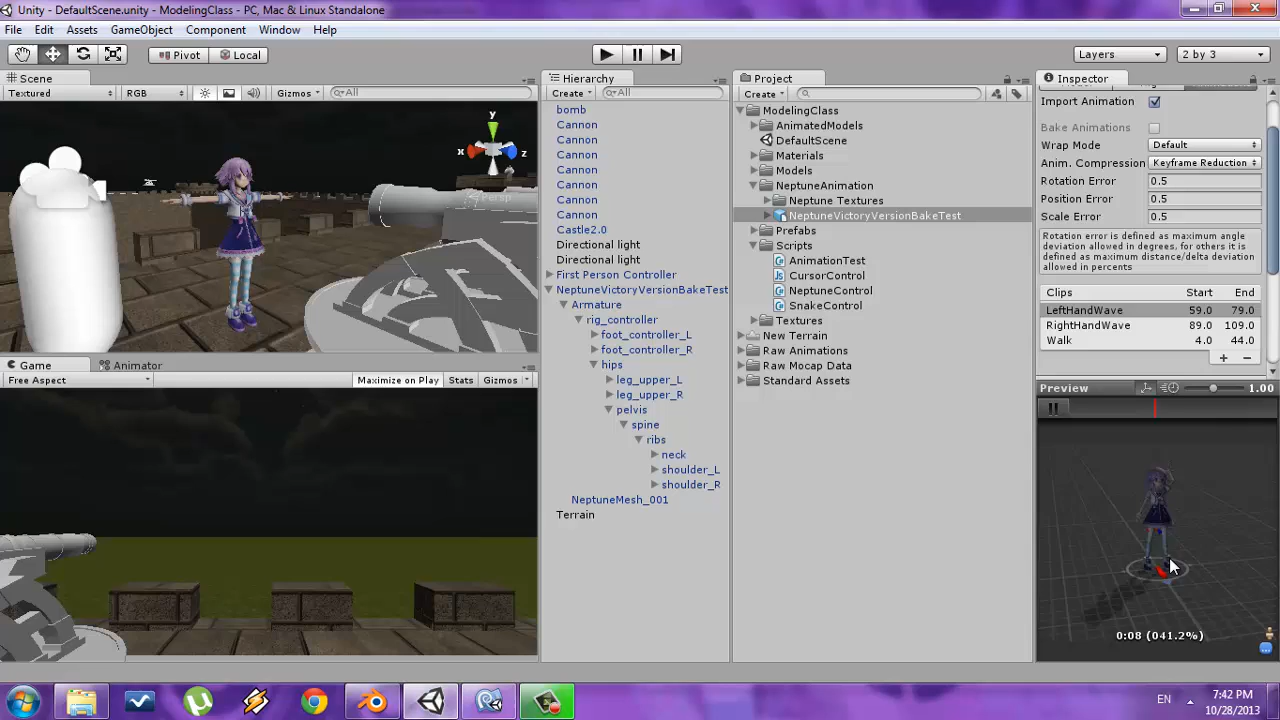 Unity - DefaultScene.unity - ModelingClass - PC, Mac & Linux Standalone
File Edit Assets GameObject Component Window Help
Pivot Local Layers 2 by 3
Scene
Textured RGB Gizmos All
y
x z
Persp
Game Animator
Free Aspect Maximize on Play Stats Gizmos
Hierarchy
Create All
bomb
Cannon
Cannon
Cannon
Cannon
Cannon
Cannon
Cannon
Castle2.0
Directional light
Directional light
First Person Controller
NeptuneVictoryVersionBakeTest
Armature
rig_controller
foot_controller_L
foot_controller_R
hips
leg_upper_L
leg_upper_R
pelvis
spine
ribs
neck
shoulder_L
shoulder_R
NeptuneMesh_001
Terrain
Project
Create
ModelingClass
AnimatedModels
DefaultScene
Materials
Models
NeptuneAnimation
Neptune Textures
NeptuneVictoryVersionBakeTest
Prefabs
Scripts
AnimationTest
CursorControl
NeptuneControl
SnakeControl
Textures
New Terrain
Raw Animations
Raw Mocap Data
Standard Assets
Inspector
Import Animation
Bake Animations
Wrap Mode Default
Anim. Compression Keyframe Reduction
Rotation Error 0.5
Position Error 0.5
Scale Error 0.5
Rotation error is defined as maximum angle
deviation allowed in degrees, for others it is
defined as maximum distance/delta deviation
allowed in percents
Clips Start End
LeftHandWave 59.0 79.0
RightHandWave 89.0 109.0
Walk 4.0 44.0
Preview 1.00
0:08 (041.2%)
EN 7:42 PM
10/28/2013